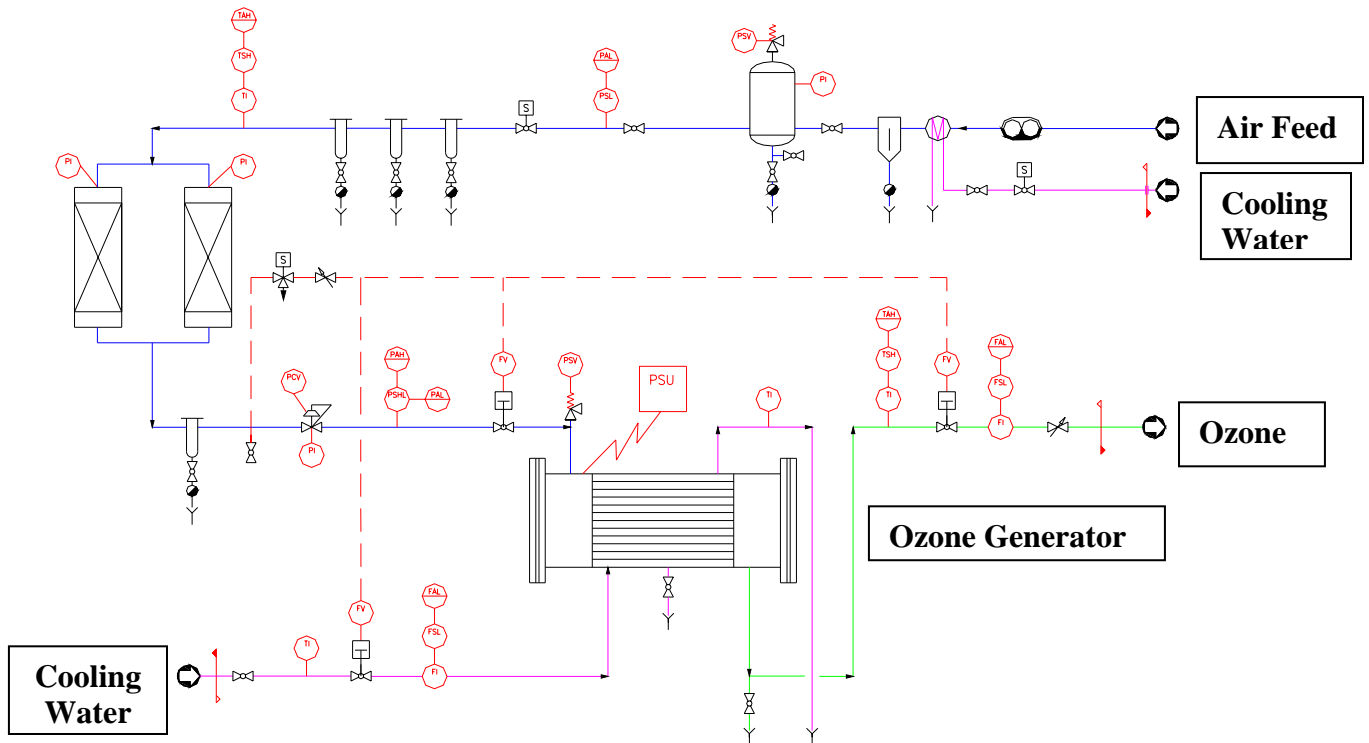 TAH
TSH
TI
PAL
PSL
PSV
PI
S
Air Feed
S
Cooling
Water
PI
PI
S
PCV
PAH
PSHL
PAL
PI
FV
PSV
PSU
TI
TAH
TSH
TI
FV
FAL
FSL
FI
Ozone
Ozone Generator
FV
FAL
FSL
FI
TI
Cooling
Water